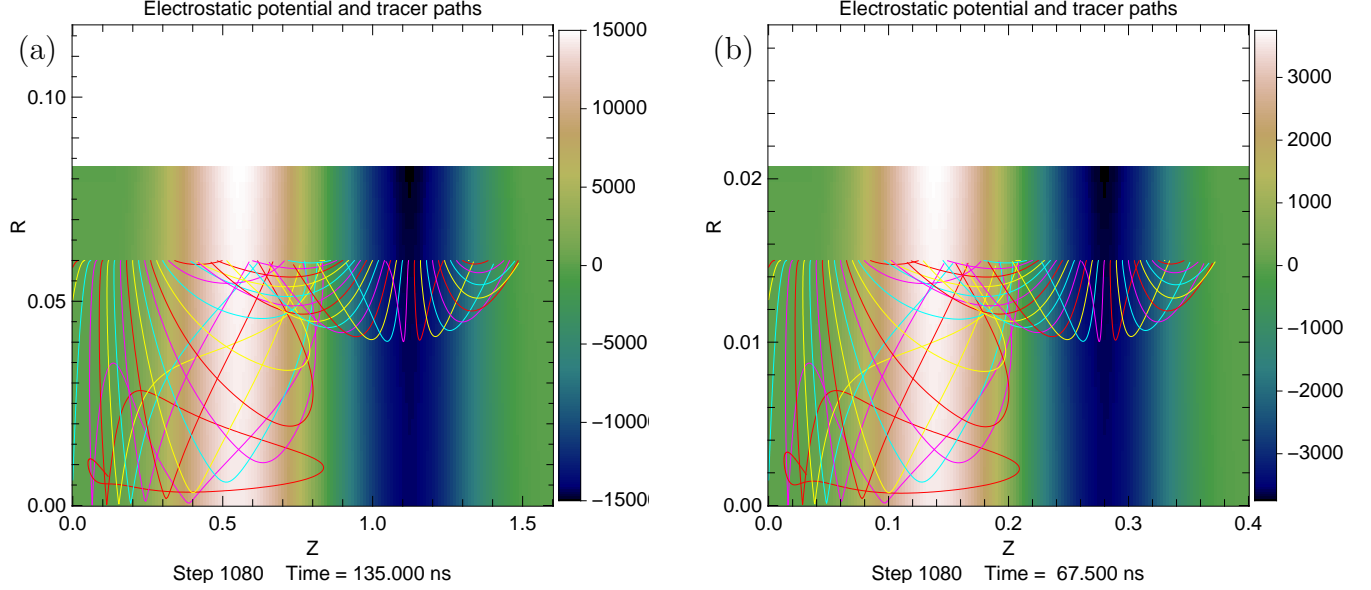 Electrostatic potential and tracer paths
(a)
15000
10000
5000
0
−5000
−10000
−1500
0.10
0.05
0.00
R
0.0 0.5 1.0 1.5
Z
Step 1080 Time = 135.000 ns
Electrostatic potential and tracer paths
(b)
3000
2000
1000
0
−1000
−2000
−3000
0.02
0.01
0.00
R
0.0 0.1 0.2 0.3 0.4
Z
Step 1080 Time = 67.500 ns